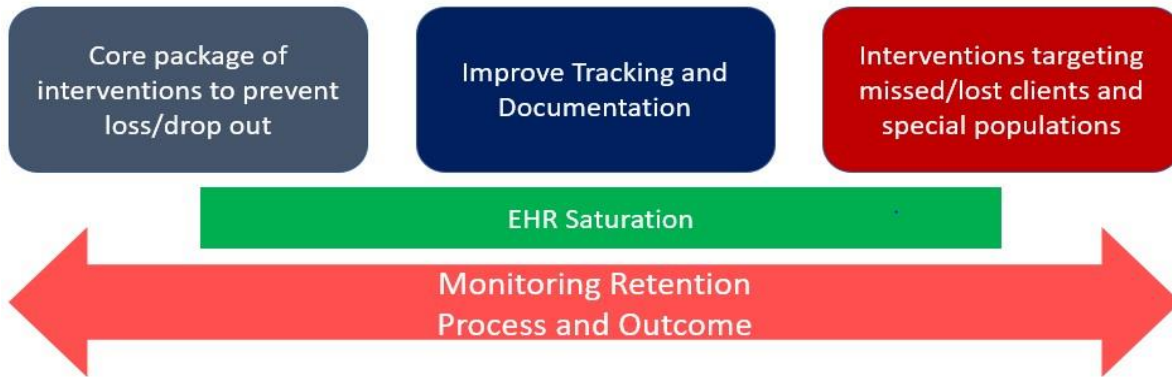 Core package of
interventions to prevent
loss/drop out
Improve Tracking and
Documentation
Interventions targeting
missed/lost clients and
special populations
EHR Saturation
Monitoring Retention
Process and Outcome